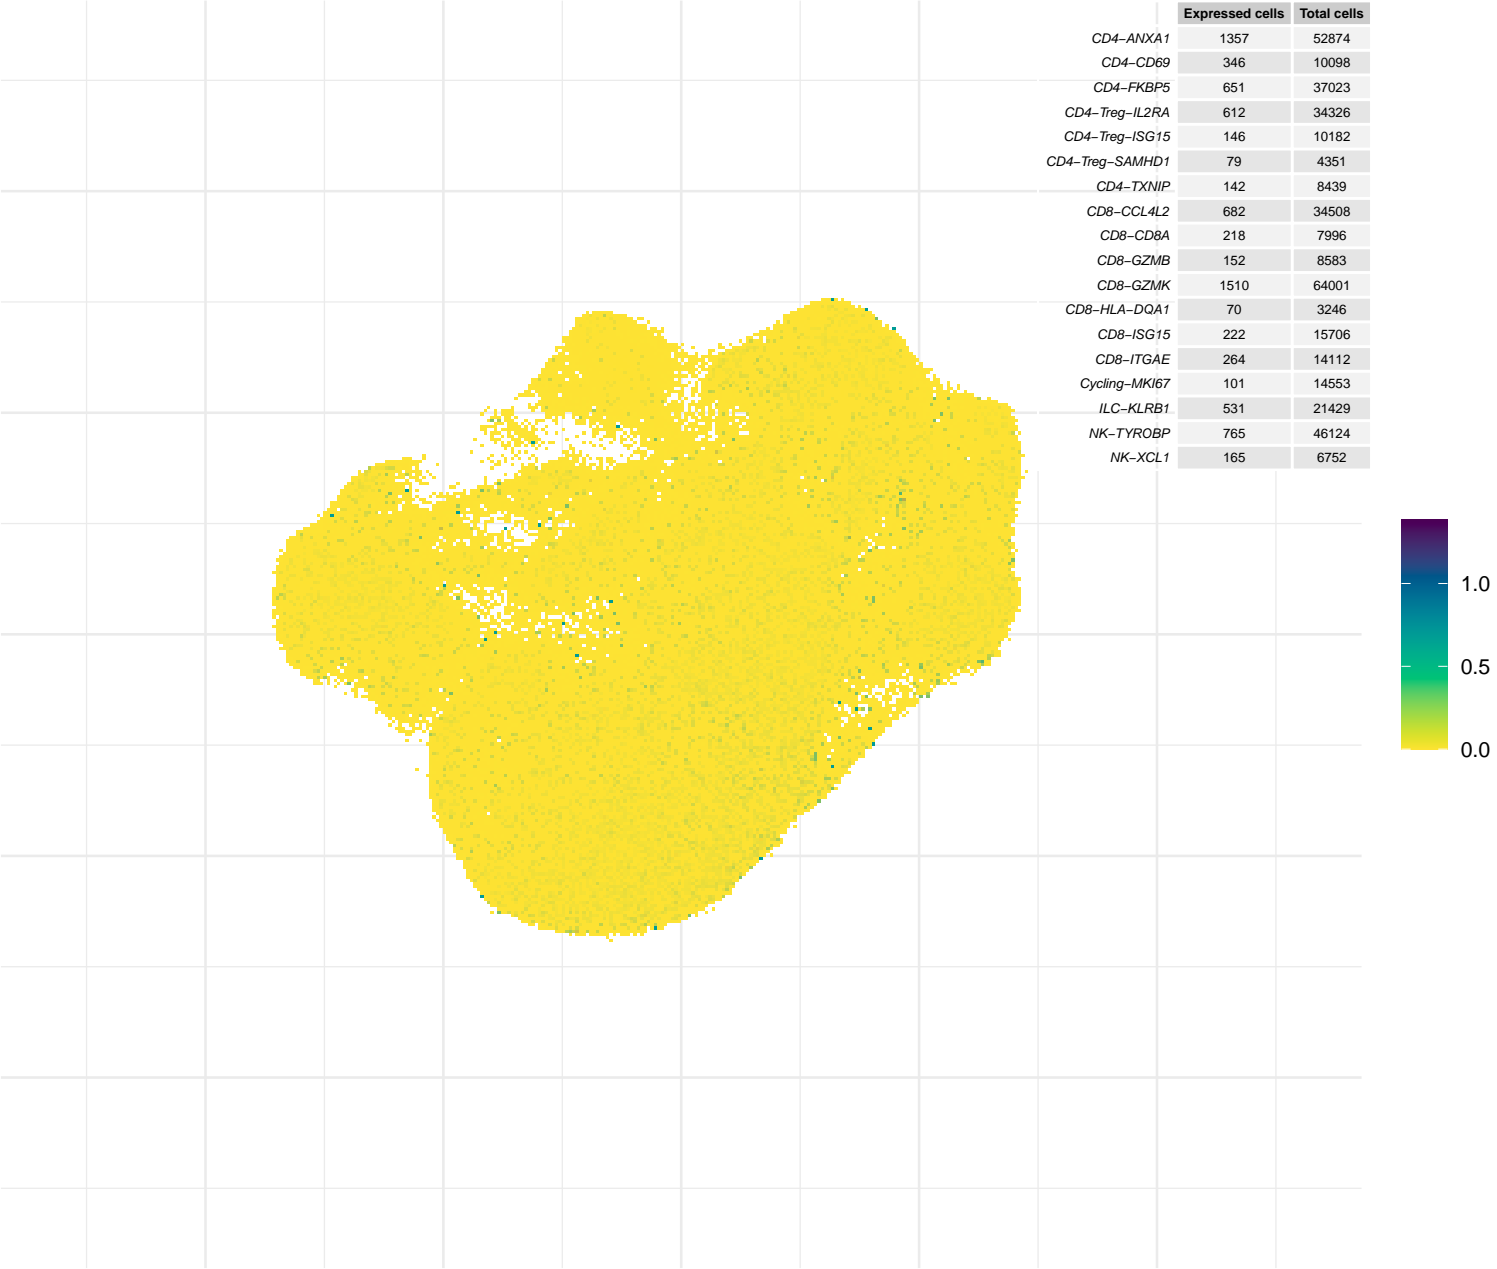 Expressed cells Total cells
CD4−ANXA1 1357 52874
CD4−CD69 346 10098
CD4−FKBP5 651 37023
CD4−Treg−IL2RA 612 34326
CD4−Treg−ISG15 146 10182
CD4−Treg−SAMHD1 79 4351
CD4−TXNIP 142 8439
CD8−CCL4L2 682 34508
CD8−CD8A 218 7996
CD8−GZMB 152 8583
CD8−GZMK 1510 64001
CD8−HLA−DQA1 70 3246
CD8−ISG15 222 15706
CD8−ITGAE 264 14112
Cycling−MKI67 101 14553
ILC−KLRB1 531 21429
NK−TYROBP 765 46124
NK−XCL1 165 6752
1.0
0.5
0.0